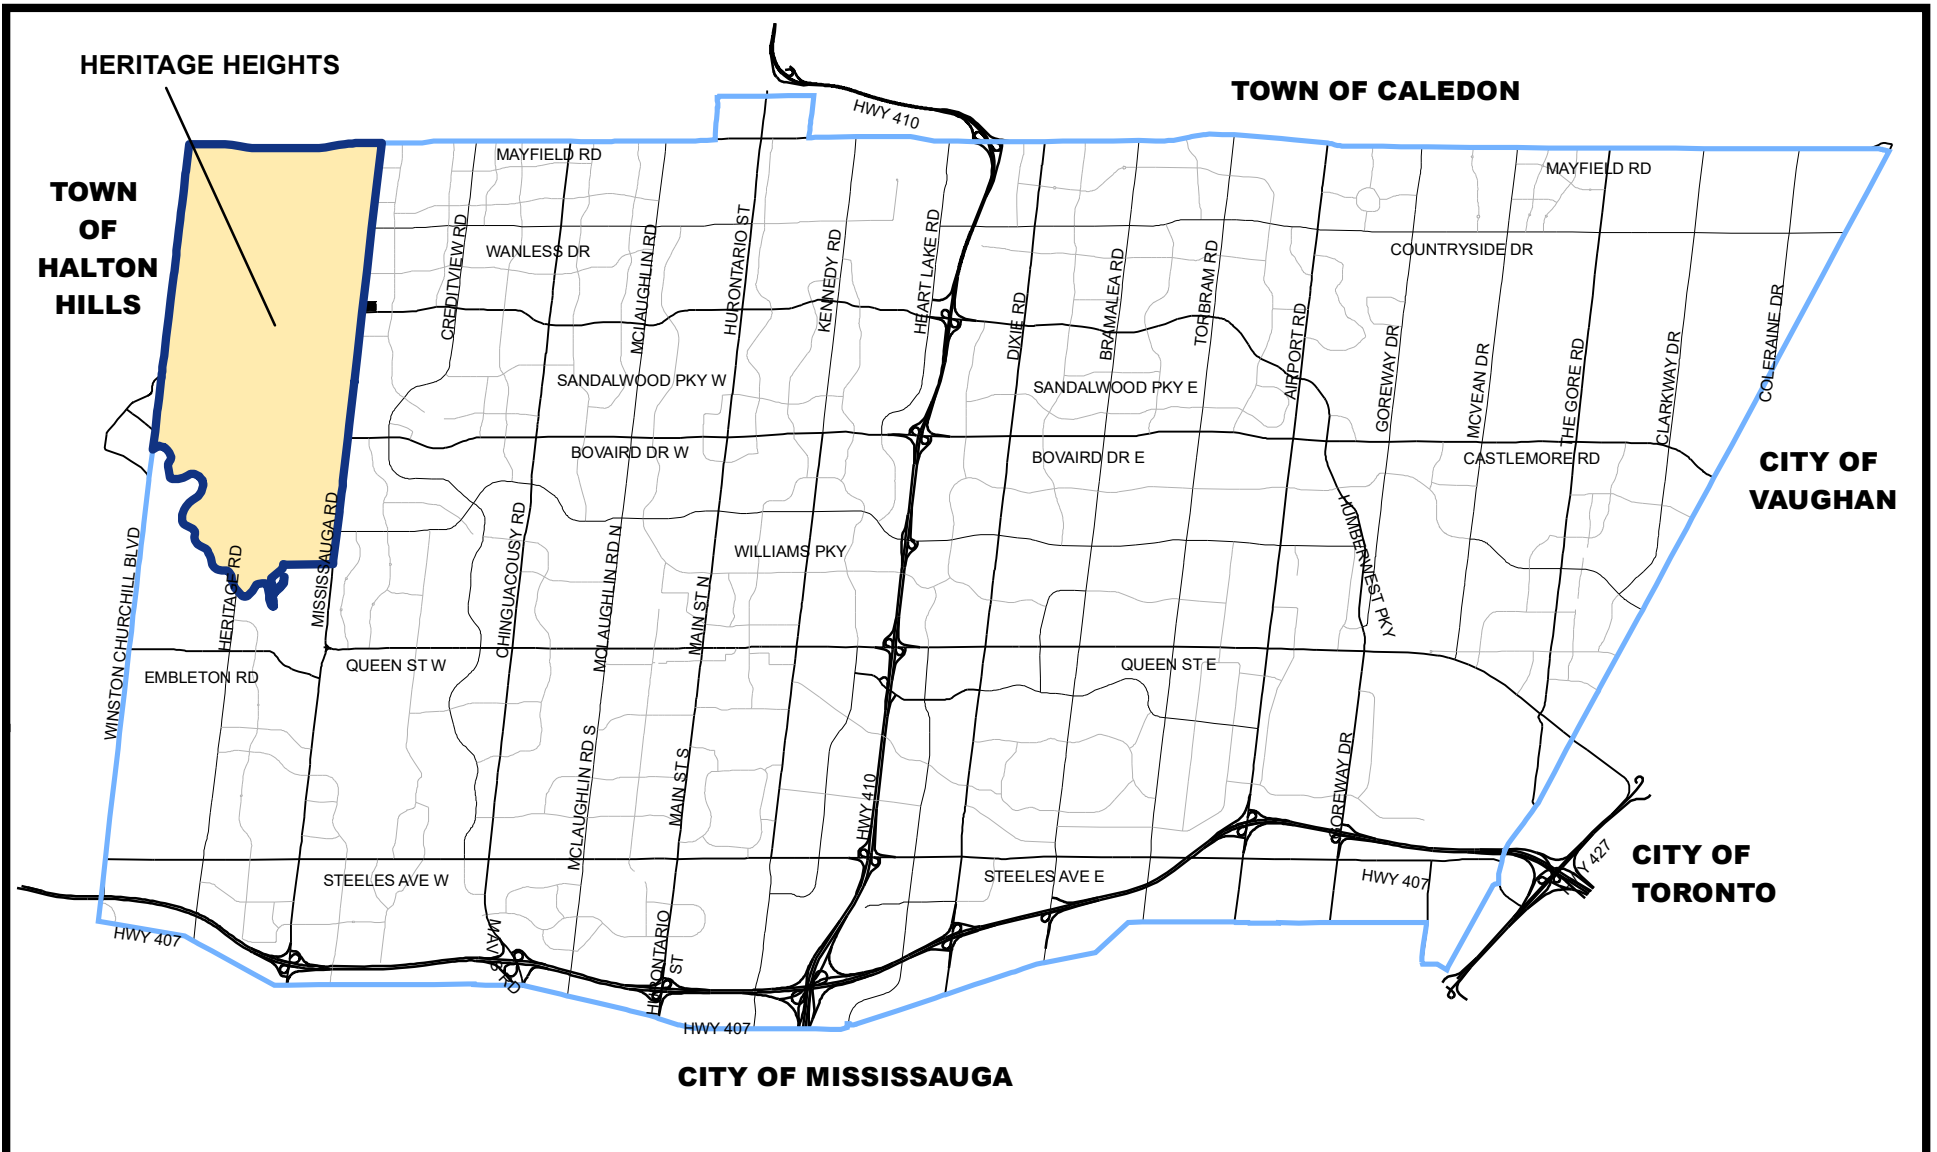 HERITAGE HEIGHTS
TOWN OF CALEDON
HWY 410
MAYFIELD RD
MAYFIELD RD
TOWN
OF
HALTON
HILLS
WANLESS DR
COUNTRYSIDE DR
CREDITVIEW RD
MCLAUGHLIN RD
HURONTARIO ST
KENNEDY RD
HEART LAKE RD
DIXIE RD
BRAMALEA RD
TORBRAM RD
AIRPORT RD
GOREWAY DR
MCVEAN DR
THE GORE RD
CLARKWAY DR
COLERAINE DR
SANDALWOOD PKY W
SANDALWOOD PKY E
BOVAIRD DR W
BOVAIRD DR E
CASTLEMORE RD
CITY OF
VAUGHAN
WINSTON CHURCHILL BLVD
HERITAGE RD
MISSISSAUGA RD
CHINGUACOUSY RD
MCLAUGHLIN RD N
MAIN ST N
WILLIAMS PKY
HUMBERWEST PKY
EMBLETON RD
QUEEN ST W
QUEEN ST E
MCLAUGHLIN RD S
MAIN ST S
HWY 410
GOREWAY DR
STEELES AVE W
STEELES AVE E
HWY 407
CITY OF
TORONTO
HWY 407
HURONTARIO
ST
HWY 407
CITY OF MISSISSAUGA